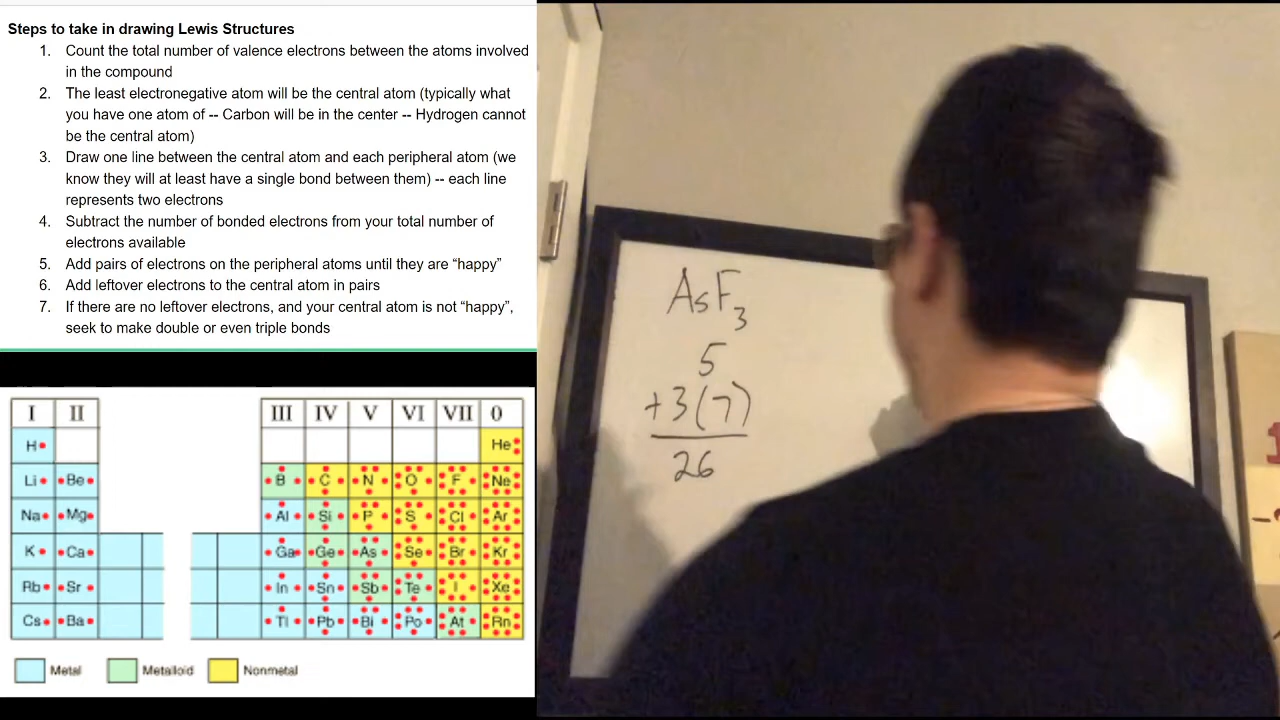 Steps to take in drawing Lewis Structures
1. Count the total number of valence electrons between the atoms involved
in the compound
2. The least electronegative atom will be the central atom (typically what
you have one atom of -- Carbon will be in the center -- Hydrogen cannot
be the central atom)
3. Draw one line between the central atom and each peripheral atom (we
know they will at least have a single bond between them) -- each line
represents two electrons
4. Subtract the number of bonded electrons from your total number of
electrons available
5. Add pairs of electrons on the peripheral atoms until they are “happy”
6. Add leftover electrons to the central atom in pairs
7. If there are no leftover electrons, and your central atom is not “happy”,
seek to make double or even triple bonds
I II III IV V VI VII 0
H He
Li Be B C N O F Ne
Na Mg Al Si P S Cl Ar
K Ca Ga Ge As Se Br Kr
Rb Sr In Sn Sb Te I Xe
Cs Ba Tl Pb Bi Po At Rn
Metal Metalloid Nonmetal
AsF3
5
+3(7)
26